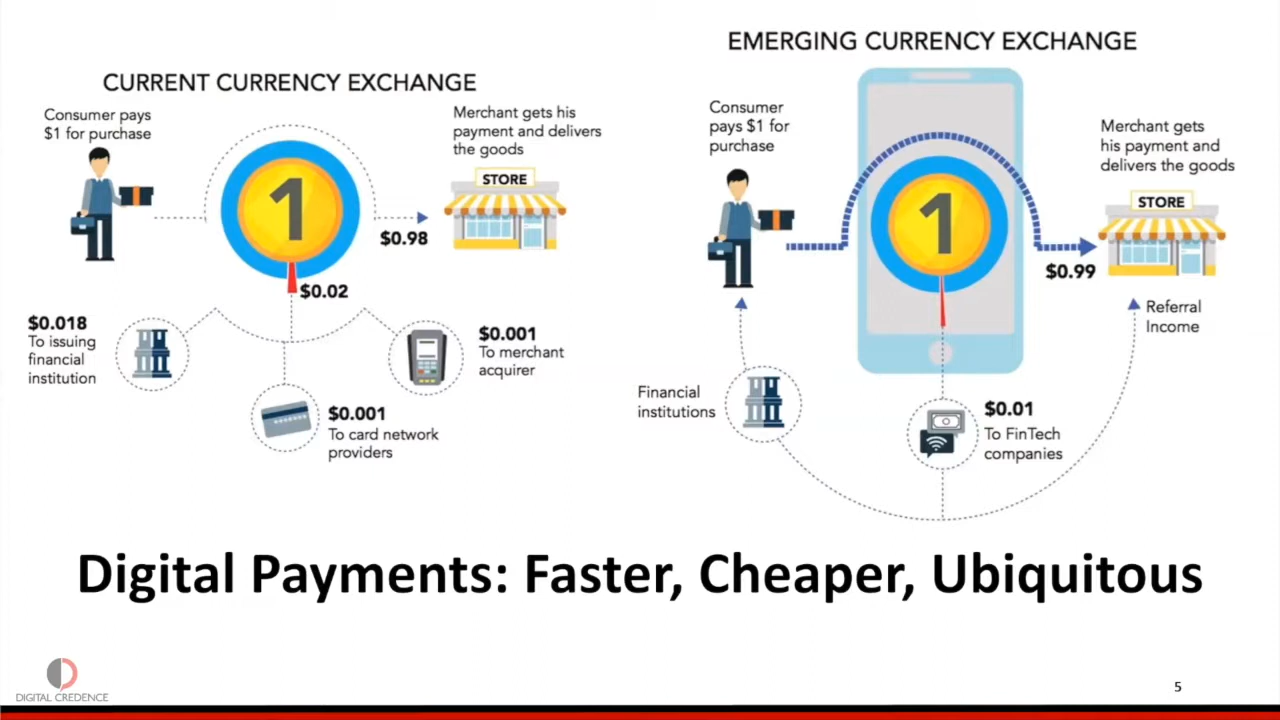 CURRENT CURRENCY EXCHANGE
Consumer pays
$1 for purchase
1
Merchant gets his
payment and delivers
the goods
STORE
$0.98
$0.02
$0.018
To issuing
financial
institution
$0.001
To card network
providers
$0.001
To merchant
acquirer
EMERGING CURRENCY EXCHANGE
Consumer
pays $1 for
purchase
1
Merchant gets
his payment and
delivers the goods
STORE
$0.99
Referral
Income
Financial
institutions
$0.01
To FinTech
companies
Digital Payments: Faster, Cheaper, Ubiquitous
DIGITAL CREDENCE
5